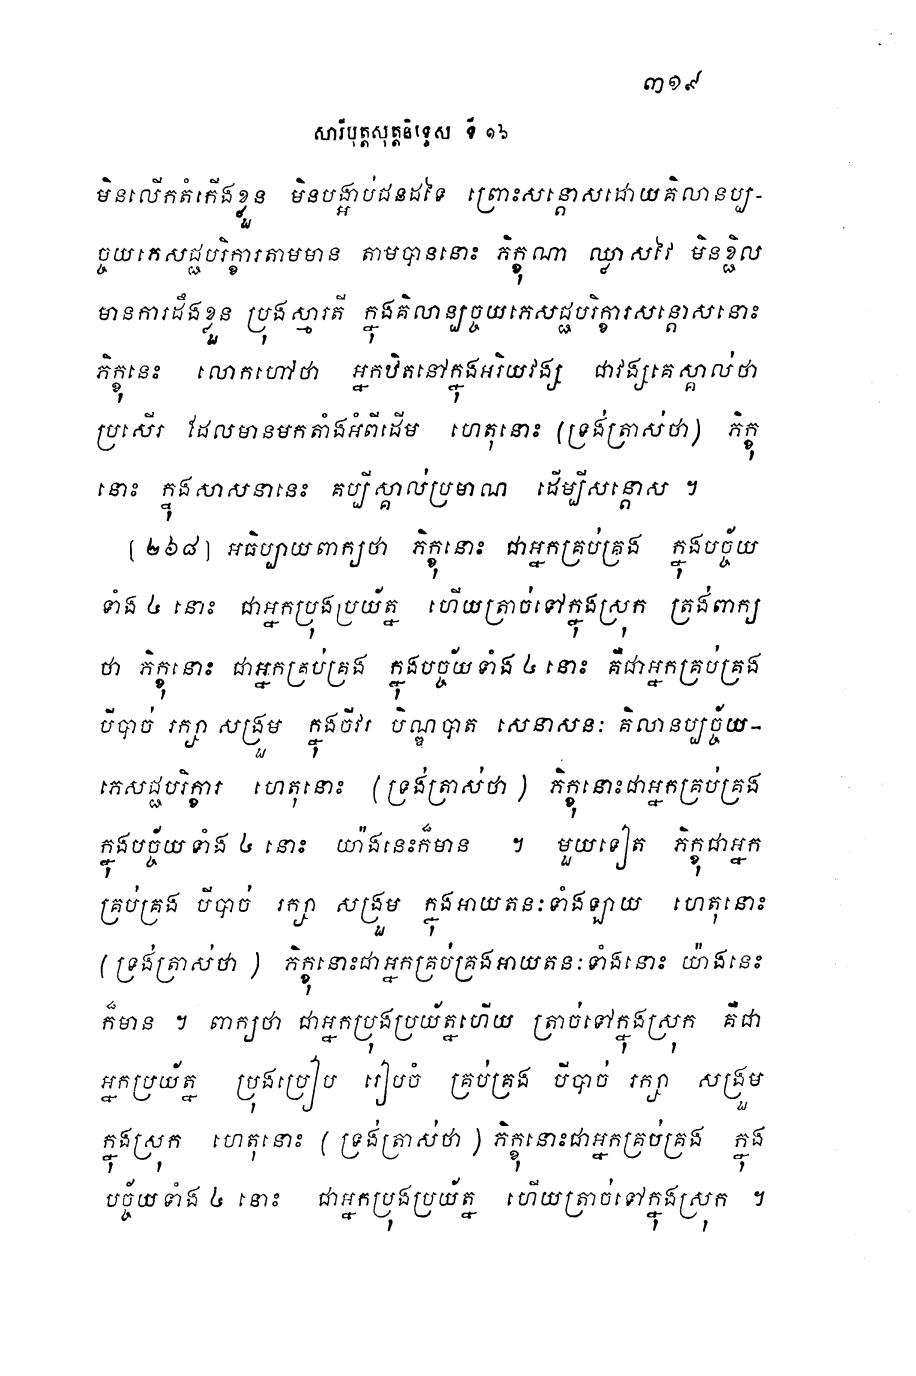 ៣១៩
សារីបុត្តសុត្តនិទ្ទេស ទី ១៦
មិនលើកតំកើងខ្លួន មិនបង្អាប់ជនដទៃ ព្រោះសន្តោសដោយគិលានប្ប-
ច្ចយភេសជ្ជបរិក្ខារតាមមាន តាមបាននោះ ភិក្ខុណា ឈ្លាសវៃ មិនខ្ជិល
មានការដឹងខ្លួន ប្រុងស្មារតី ក្នុងគិលានប្បច្ចយភេសជ្ជបរិក្ខារសន្តោសនោះ
ភិក្ខុនេះ លោកហៅថា អ្នកឋិតនៅក្នុងអរិយវង្ស ជាវង្សគេស្គាល់ថា
ប្រសើរ ដែលមានមកតាំងអំពីដើម ហេតុនោះ (ទ្រង់ត្រាស់ថា) ភិក្ខុ
នោះ ក្នុងសាសនានេះ គប្បីស្គាល់ប្រមាណ ដើម្បីសន្តោស ។
[២៦៨] អធិប្បាយពាក្យថា ភិក្ខុនោះ ជាអ្នកគ្រប់គ្រង ក្នុងបច្ច័យ
ទាំង ៤ នោះ ជាអ្នកប្រុងប្រយ័ត្ន ហើយត្រាច់ទៅក្នុងស្រុក ត្រង់ពាក្យ
ថា ភិក្ខុនោះ ជាអ្នកគ្រប់គ្រង ក្នុងបច្ច័យទាំង ៤ នោះ គឺជាអ្នកគ្រប់គ្រង
បីបាច់ រក្សា សង្រួម ក្នុងចីវរ បិណ្ឌបាត សេនាសនៈ គិលានប្បច្ច័យ-
ភេសជ្ជបរិក្ខារ ហេតុនោះ (ទ្រង់ត្រាស់ថា) ភិក្ខុនោះជាអ្នកគ្រប់គ្រង
ក្នុងបច្ច័យទាំង ៤ នោះ យ៉ាងនេះក៏មាន ។ មួយទៀត ភិក្ខុជាអ្នក
គ្រប់គ្រង បីបាច់ រក្សា សង្រួម ក្នុងអាយតនៈទាំងឡាយ ហេតុនោះ
(ទ្រង់ត្រាស់ថា) ភិក្ខុនោះជាអ្នកគ្រប់គ្រងអាយតនៈទាំងនោះ យ៉ាងនេះ
ក៏មាន ។ ពាក្យថា ជាអ្នកប្រុងប្រយ័ត្នហើយ ត្រាច់ទៅក្នុងស្រុក គឺជា
អ្នកប្រយ័ត្ន ប្រុងប្រៀប រៀបចំ គ្រប់គ្រង បីបាច់ រក្សា សង្រួម
ក្នុងស្រុក ហេតុនោះ (ទ្រង់ត្រាស់ថា) ភិក្ខុនោះជាអ្នកគ្រប់គ្រង ក្នុង
បច្ច័យទាំង ៤ នោះ ជាអ្នកប្រុងប្រយ័ត្ន ហើយត្រាច់ទៅក្នុងស្រុក ។